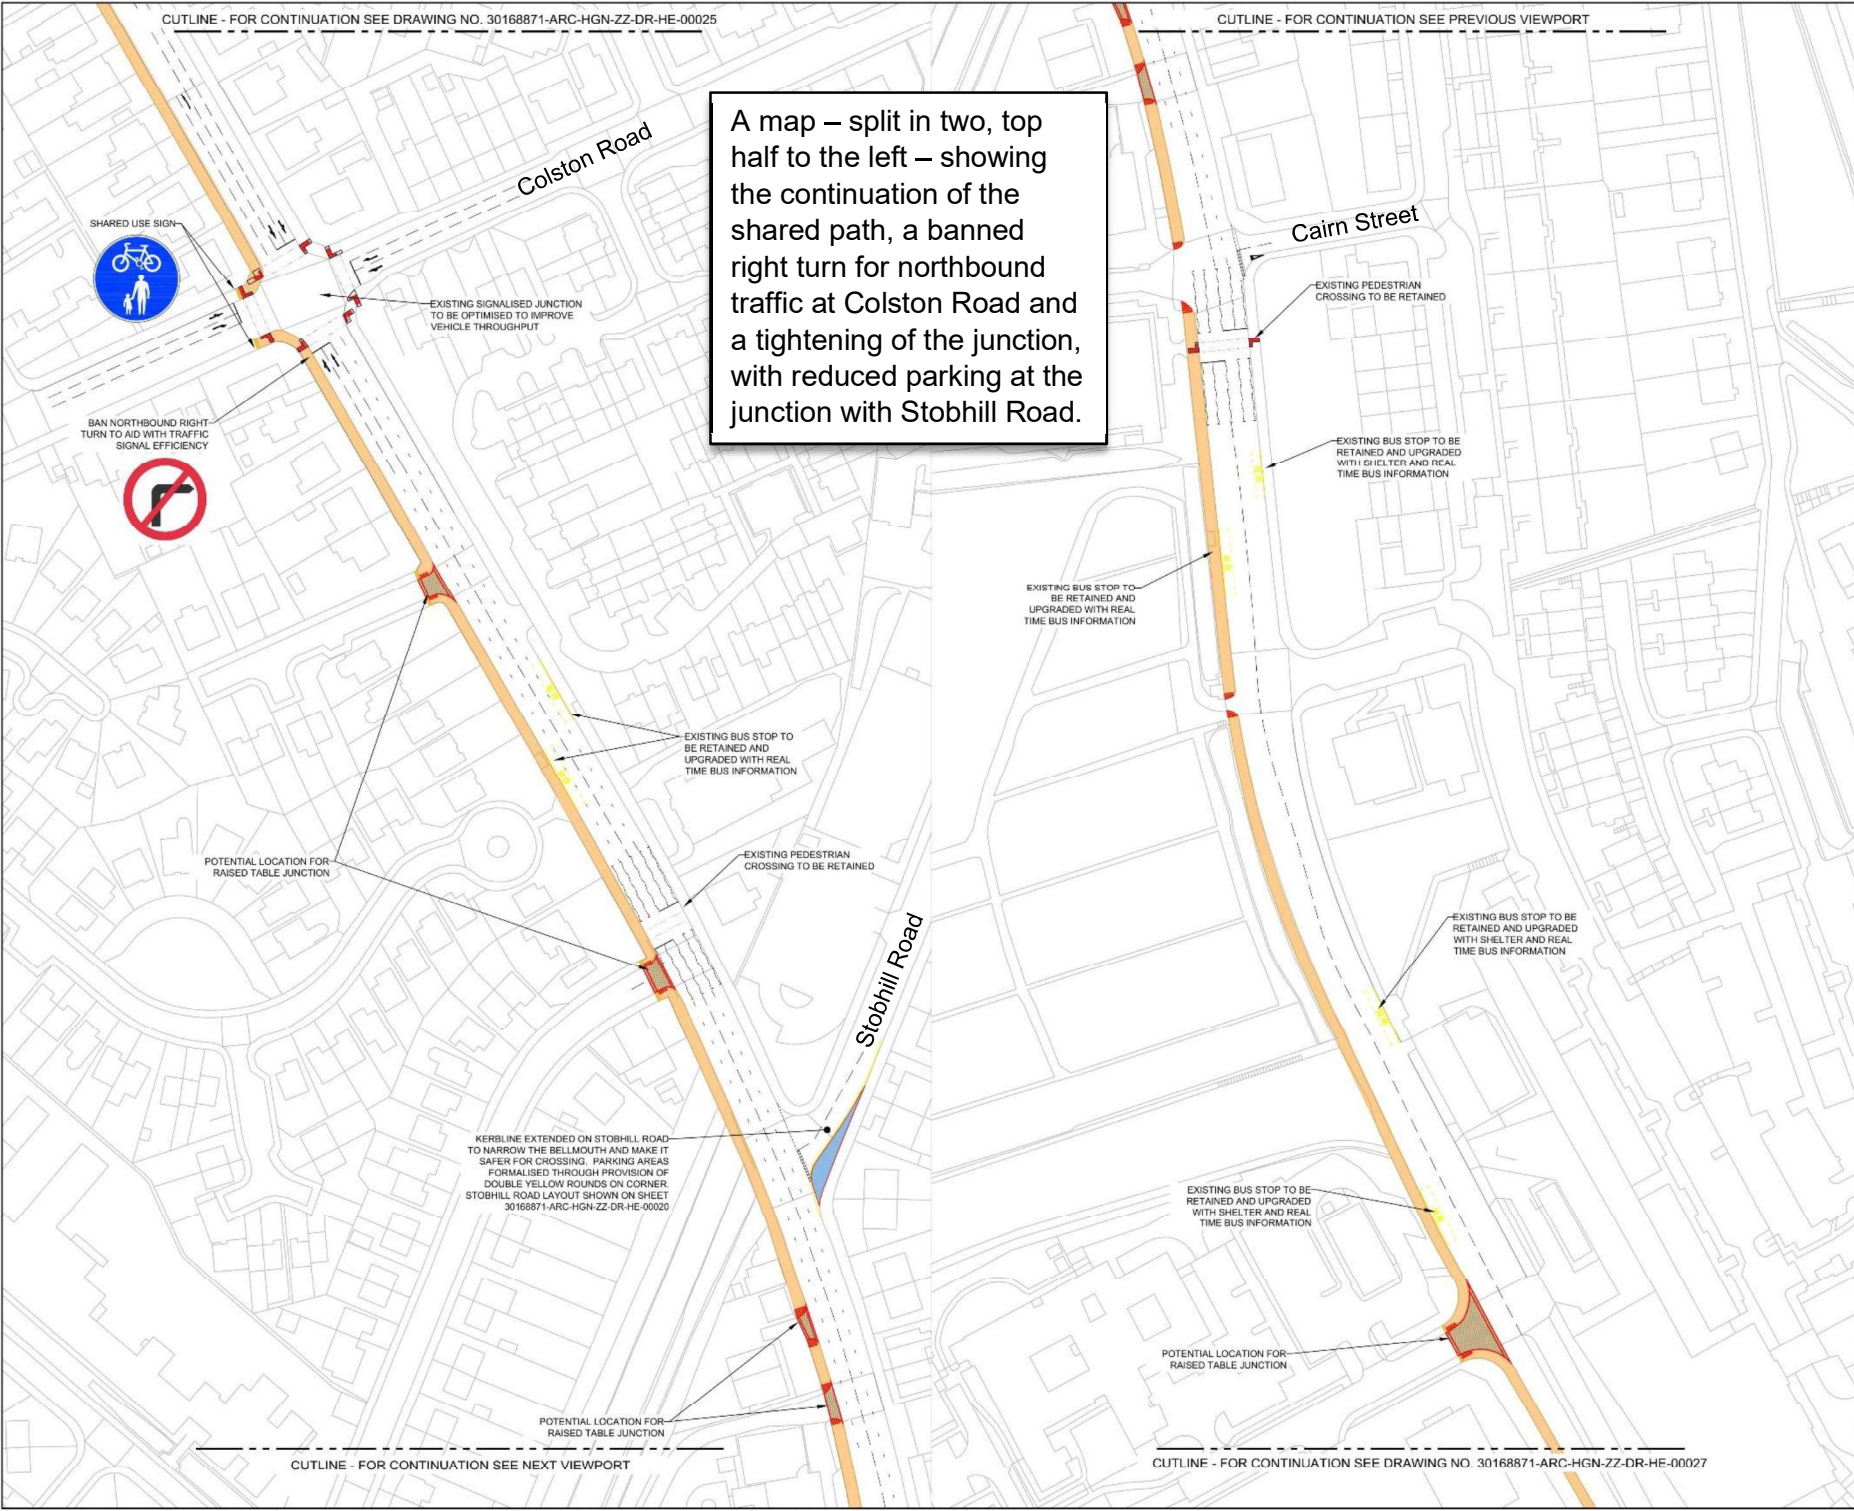 CUTLINE - FOR CONTINUATION SEE DRAWING NO. 30168871-ARC-HGN-ZZ-DR-HE-00025
Colston Road
SHARED USE SIGN
EXISTING SIGNALISED JUNCTION
TO BE OPTIMISED TO IMPROVE
VEHICLE THROUGHPUT
BAN NORTHBOUND RIGHT
TURN TO AID WITH TRAFFIC
SIGNAL EFFICIENCY
EXISTING BUS STOP TO
BE RETAINED AND
UPGRADED WITH REAL
TIME BUS INFORMATION
POTENTIAL LOCATION FOR
RAISED TABLE JUNCTION
EXISTING PEDESTRIAN
CROSSING TO BE RETAINED
Stobhill Road
KERBLINE EXTENDED ON STOBHILL ROAD
TO NARROW THE BELLMOUTH AND MAKE IT
SAFER FOR CROSSING. PARKING AREAS
FORMALISED THROUGH PROVISION OF
DOUBLE YELLOW ROUNDS ON CORNER.
STOBHILL ROAD LAYOUT SHOWN ON SHEET
30168871-ARC-HGN-ZZ-DR-HE-00020
POTENTIAL LOCATION FOR
RAISED TABLE JUNCTION
CUTLINE - FOR CONTINUATION SEE NEXT VIEWPORT
A map – split in two, top
half to the left – showing
the continuation of the
shared path, a banned
right turn for northbound
traffic at Colston Road and
a tightening of the junction,
with reduced parking at the
junction with Stobhill Road.
CUTLINE - FOR CONTINUATION SEE PREVIOUS VIEWPORT
Cairn Street
EXISTING PEDESTRIAN
CROSSING TO BE RETAINED
EXISTING BUS STOP TO BE
RETAINED AND UPGRADED
WITH SHELTER AND REAL
TIME BUS INFORMATION
EXISTING BUS STOP TO
BE RETAINED AND
UPGRADED WITH REAL
TIME BUS INFORMATION
EXISTING BUS STOP TO BE
RETAINED AND UPGRADED
WITH SHELTER AND REAL
TIME BUS INFORMATION
EXISTING BUS STOP TO BE
RETAINED AND UPGRADED
WITH SHELTER AND REAL
TIME BUS INFORMATION
POTENTIAL LOCATION FOR
RAISED TABLE JUNCTION
CUTLINE - FOR CONTINUATION SEE DRAWING NO. 30168871-ARC-HGN-ZZ-DR-HE-00027